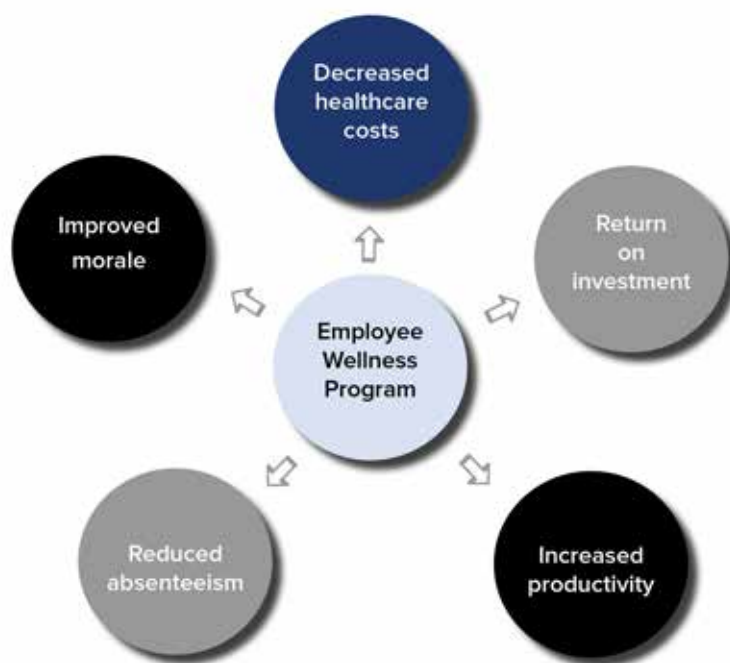 Decreased
healthcare
costs
Improved
morale
Return
on
investment
Employee
Wellness
Program
Reduced
absenteeism
Increased
productivity